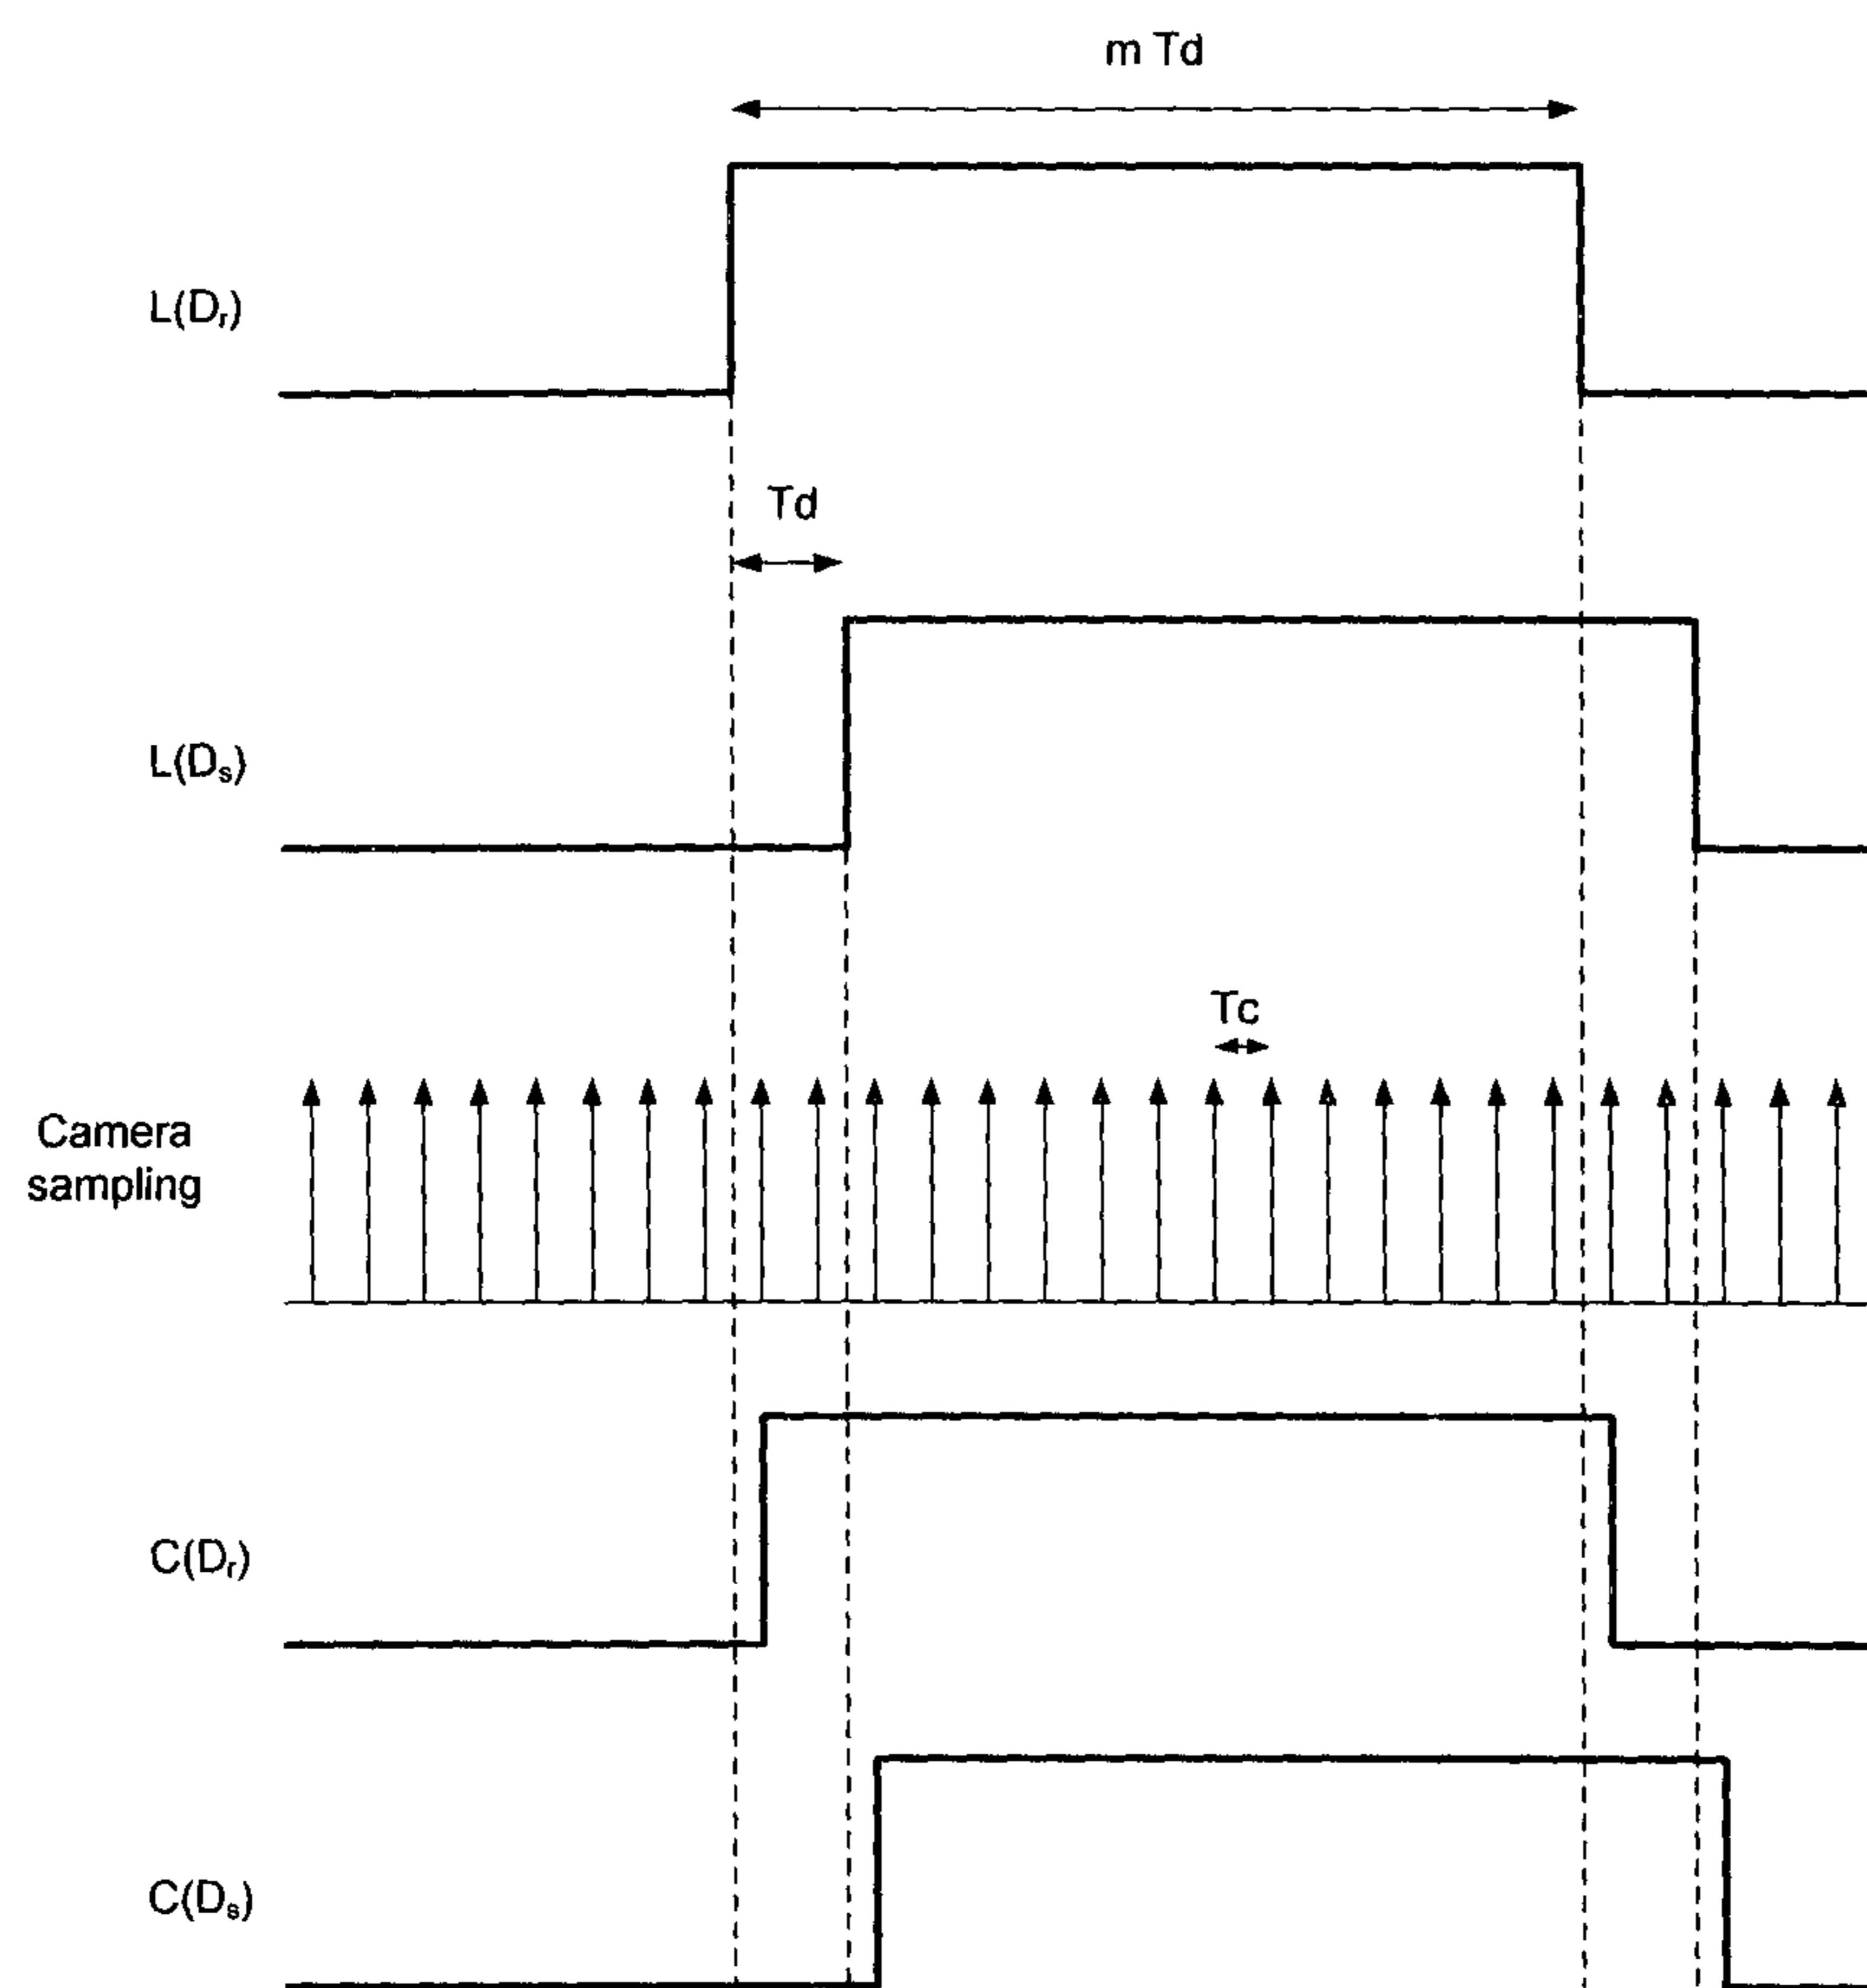 m Td
L(Dᵣ)
Td
L(Dₛ)
Tc
Camera
sampling
C(Dᵣ)
C(Dₛ)